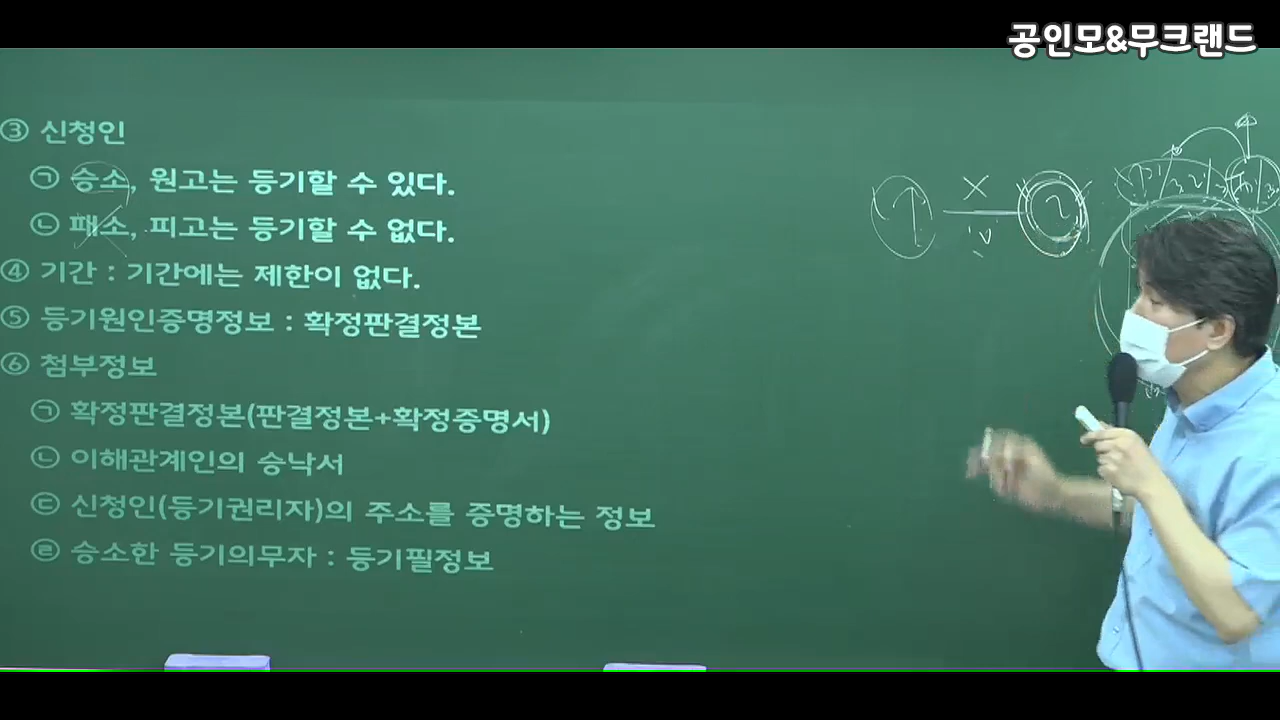 공인모&무크랜드
③ 신청인
㉠ 승소, 원고는 등기할 수 있다.
㉡ 패소, 피고는 등기할 수 없다.
④ 기간 : 기간에는 제한이 없다.
⑤ 등기원인증명정보 : 확정판결정본
⑥ 첨부정보
㉠ 확정판결정본(판결정본+확정증명서)
㉡ 이해관계인의 승낙서
㉢ 신청인(등기권리자)의 주소를 증명하는 정보
㉣ 승소한 등기의무자 : 등기필정보